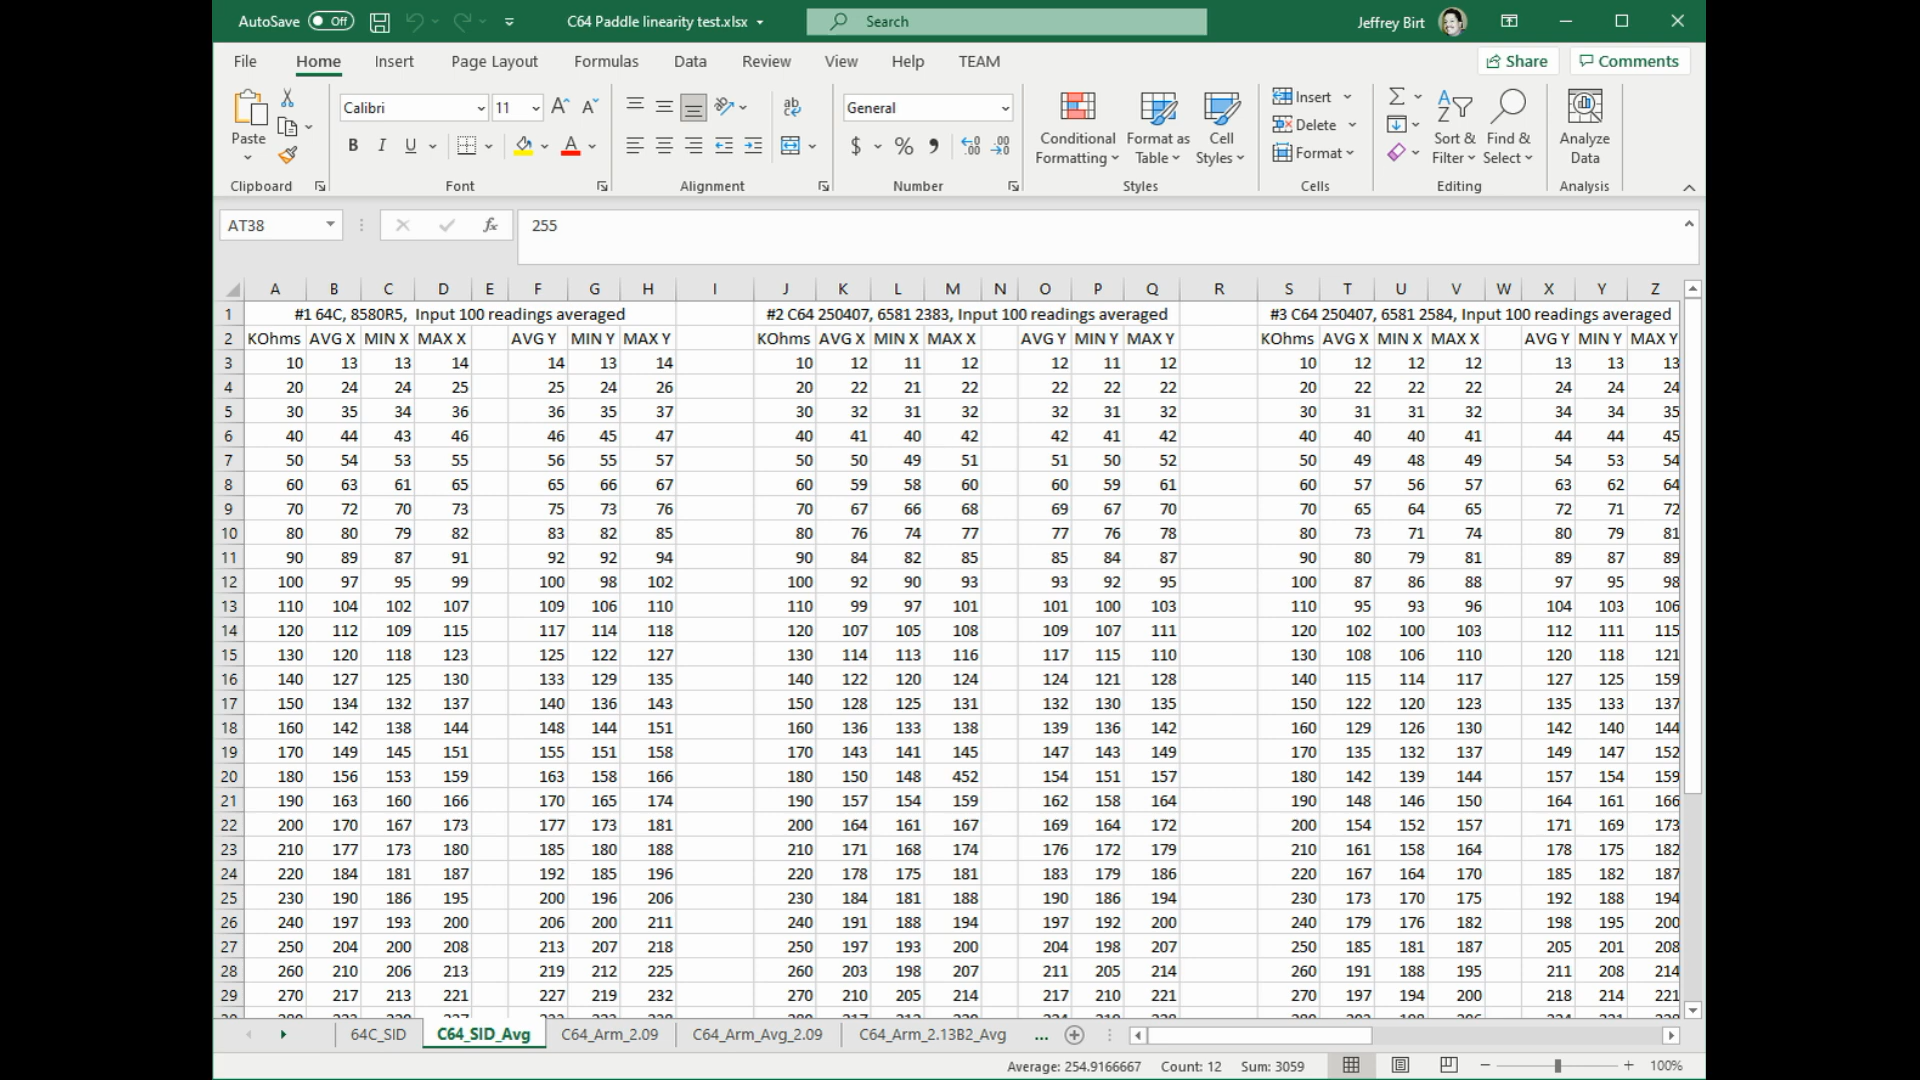 AutoSave Off C64 Paddle linearity test.xlsx Search Jeffrey Birt
File Home Insert Page Layout Formulas Data Review View Help TEAM Share Comments
Paste Calibri 11 A A ab General Conditional Formatting Format as Table Cell Styles Insert Delete Format Sort & Filter Find & Select Analyze Data
B I U A $ % 9 .00 .00
Clipboard Font Alignment Number Styles Cells Editing Analysis
AT38 fx 255
A B C D E F G H I J K L M N O P Q R S T U V W X Y Z
1 #1 64C, 8580R5, Input 100 readings averaged #2 C64 250407, 6581 2383, Input 100 readings averaged #3 C64 250407, 6581 2584, Input 100 readings averaged
2 KOhms AVG X MIN X MAX X AVG Y MIN Y MAX Y KOhms AVG X MIN X MAX X AVG Y MIN Y MAX Y KOhms AVG X MIN X MAX X AVG Y MIN Y MAX Y
3 10 13 13 14 14 13 14 10 12 11 12 12 11 12 10 12 12 12 13 13 13
4 20 24 24 25 25 24 26 20 22 21 22 22 22 22 20 22 22 22 24 24 24
5 30 35 34 36 36 35 37 30 32 31 32 32 31 32 30 31 31 32 34 34 35
6 40 44 43 46 46 45 47 40 41 40 42 42 41 42 40 40 40 41 44 44 45
7 50 54 53 55 56 55 57 50 50 49 51 51 50 52 50 49 48 49 54 53 54
8 60 63 61 65 65 66 67 60 59 58 60 60 59 61 60 57 56 57 63 62 64
9 70 72 70 73 75 73 76 70 67 66 68 69 67 70 70 65 64 65 72 71 72
10 80 80 79 82 83 82 85 80 76 74 77 77 76 78 80 73 71 74 80 79 81
11 90 89 87 91 92 92 94 90 84 82 85 85 84 87 90 80 79 81 89 87 89
12 100 97 95 99 100 98 102 100 92 90 93 93 92 95 100 87 86 88 97 95 98
13 110 104 102 107 109 106 110 110 99 97 101 101 100 103 110 95 93 96 104 103 106
14 120 112 109 115 117 114 118 120 107 105 108 109 107 111 120 102 100 103 112 111 115
15 130 120 118 123 125 122 127 130 114 113 116 117 115 110 130 108 106 110 120 118 121
16 140 127 125 130 133 129 135 140 122 120 124 124 121 128 140 115 114 117 127 125 159
17 150 134 132 137 140 136 143 150 128 125 131 132 130 135 150 122 120 123 135 133 137
18 160 142 138 144 148 144 151 160 136 133 138 139 136 142 160 129 126 130 142 140 144
19 170 149 145 151 155 151 158 170 143 141 145 147 143 149 170 135 132 137 149 147 152
20 180 156 153 159 163 158 166 180 150 148 452 154 151 157 180 142 139 144 157 154 159
21 190 163 160 166 170 165 174 190 157 154 159 162 158 164 190 148 146 150 164 161 166
22 200 170 167 173 177 173 181 200 164 161 167 169 164 172 200 154 152 157 171 169 173
23 210 177 173 180 185 180 188 210 171 168 174 176 172 179 210 161 158 164 178 175 182
24 220 184 181 187 192 185 196 220 178 175 181 183 179 186 220 167 164 170 185 182 187
25 230 190 186 195 200 196 206 230 184 181 188 190 186 194 230 173 170 175 192 188 194
26 240 197 193 200 206 200 211 240 191 188 194 197 192 200 240 179 176 182 198 195 200
27 250 204 200 208 213 207 218 250 197 193 200 204 198 207 250 185 181 187 205 201 208
28 260 210 206 213 219 212 225 260 203 198 207 211 205 214 260 191 188 195 211 208 214
29 270 217 213 221 227 219 232 270 210 205 214 217 210 221 270 197 194 200 218 214 221
64C_SID C64_SID_Avg C64_Arm_2.09 C64_Arm_Avg_2.09 C64_Arm_2.13B2_Avg ...
Average: 254.9166667 Count: 12 Sum: 3059 100%